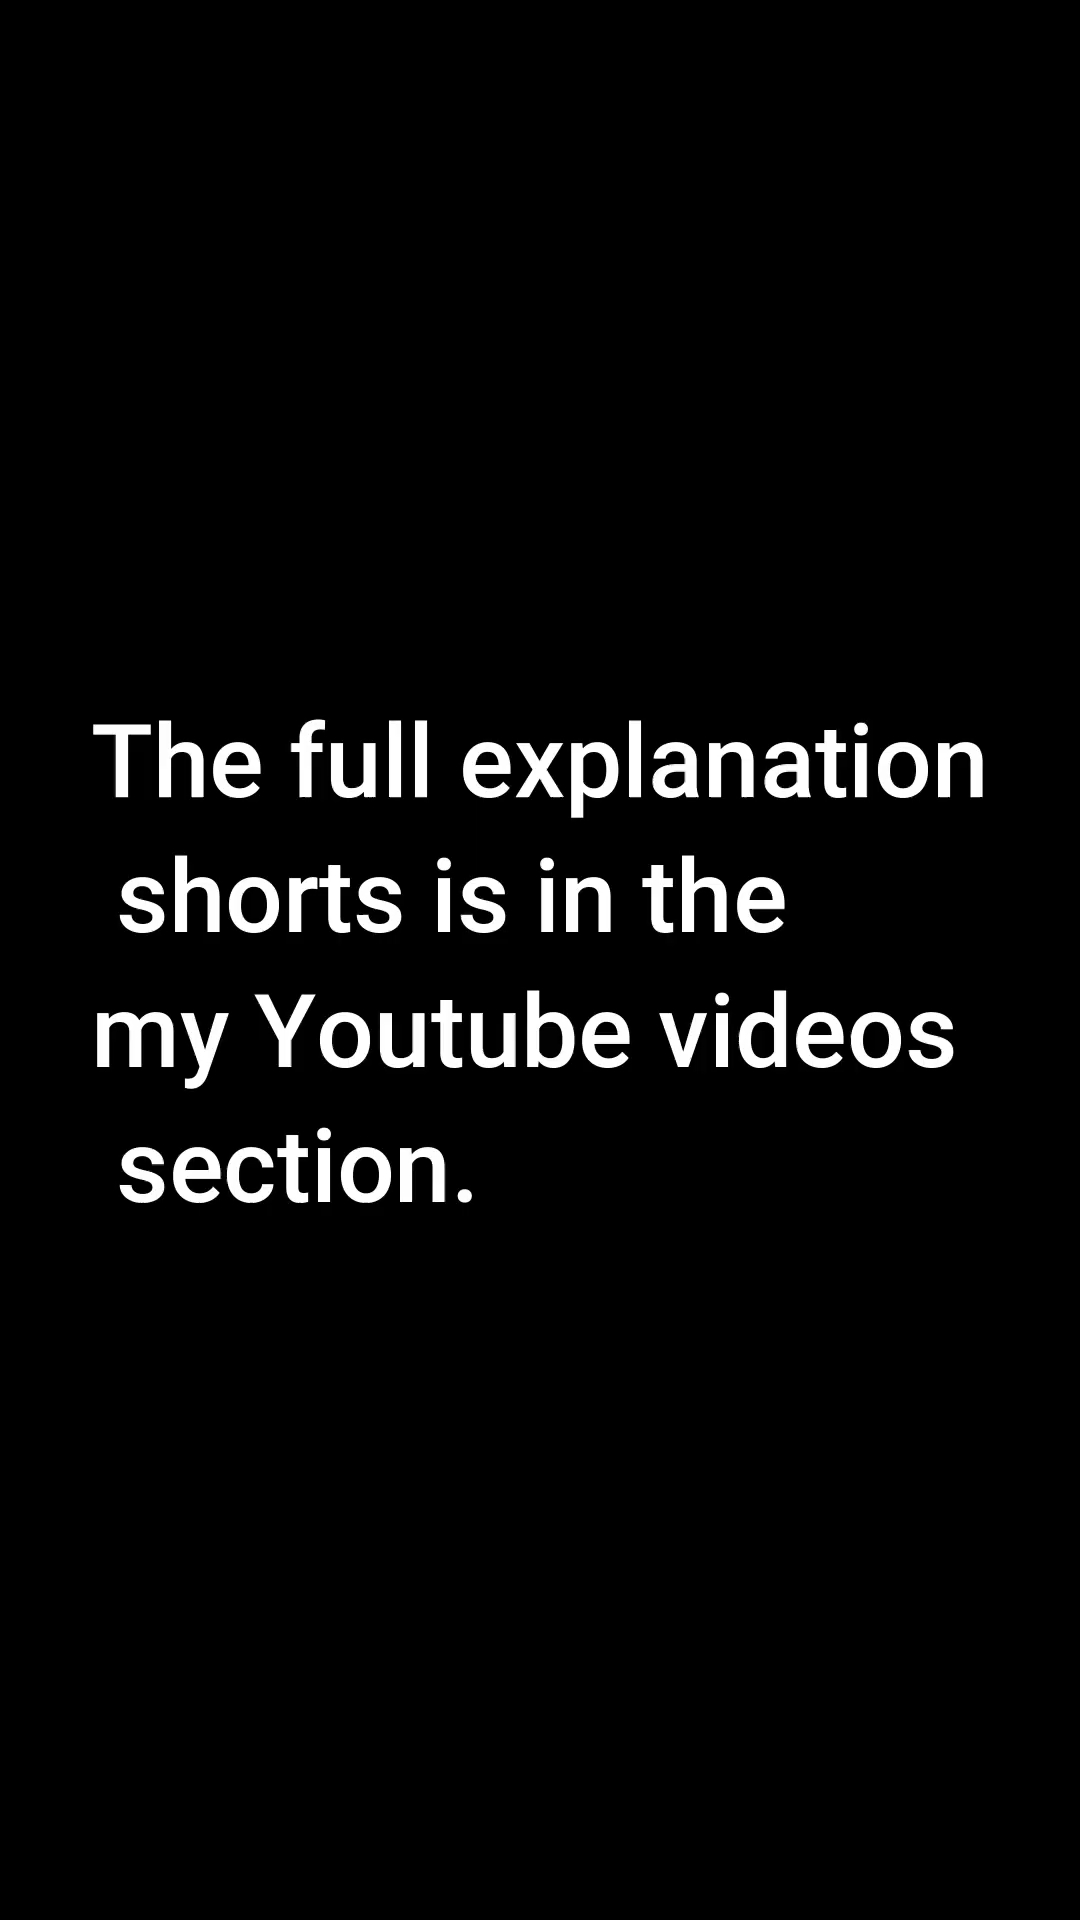 The full explanation
shorts is in the
my Youtube videos
section.